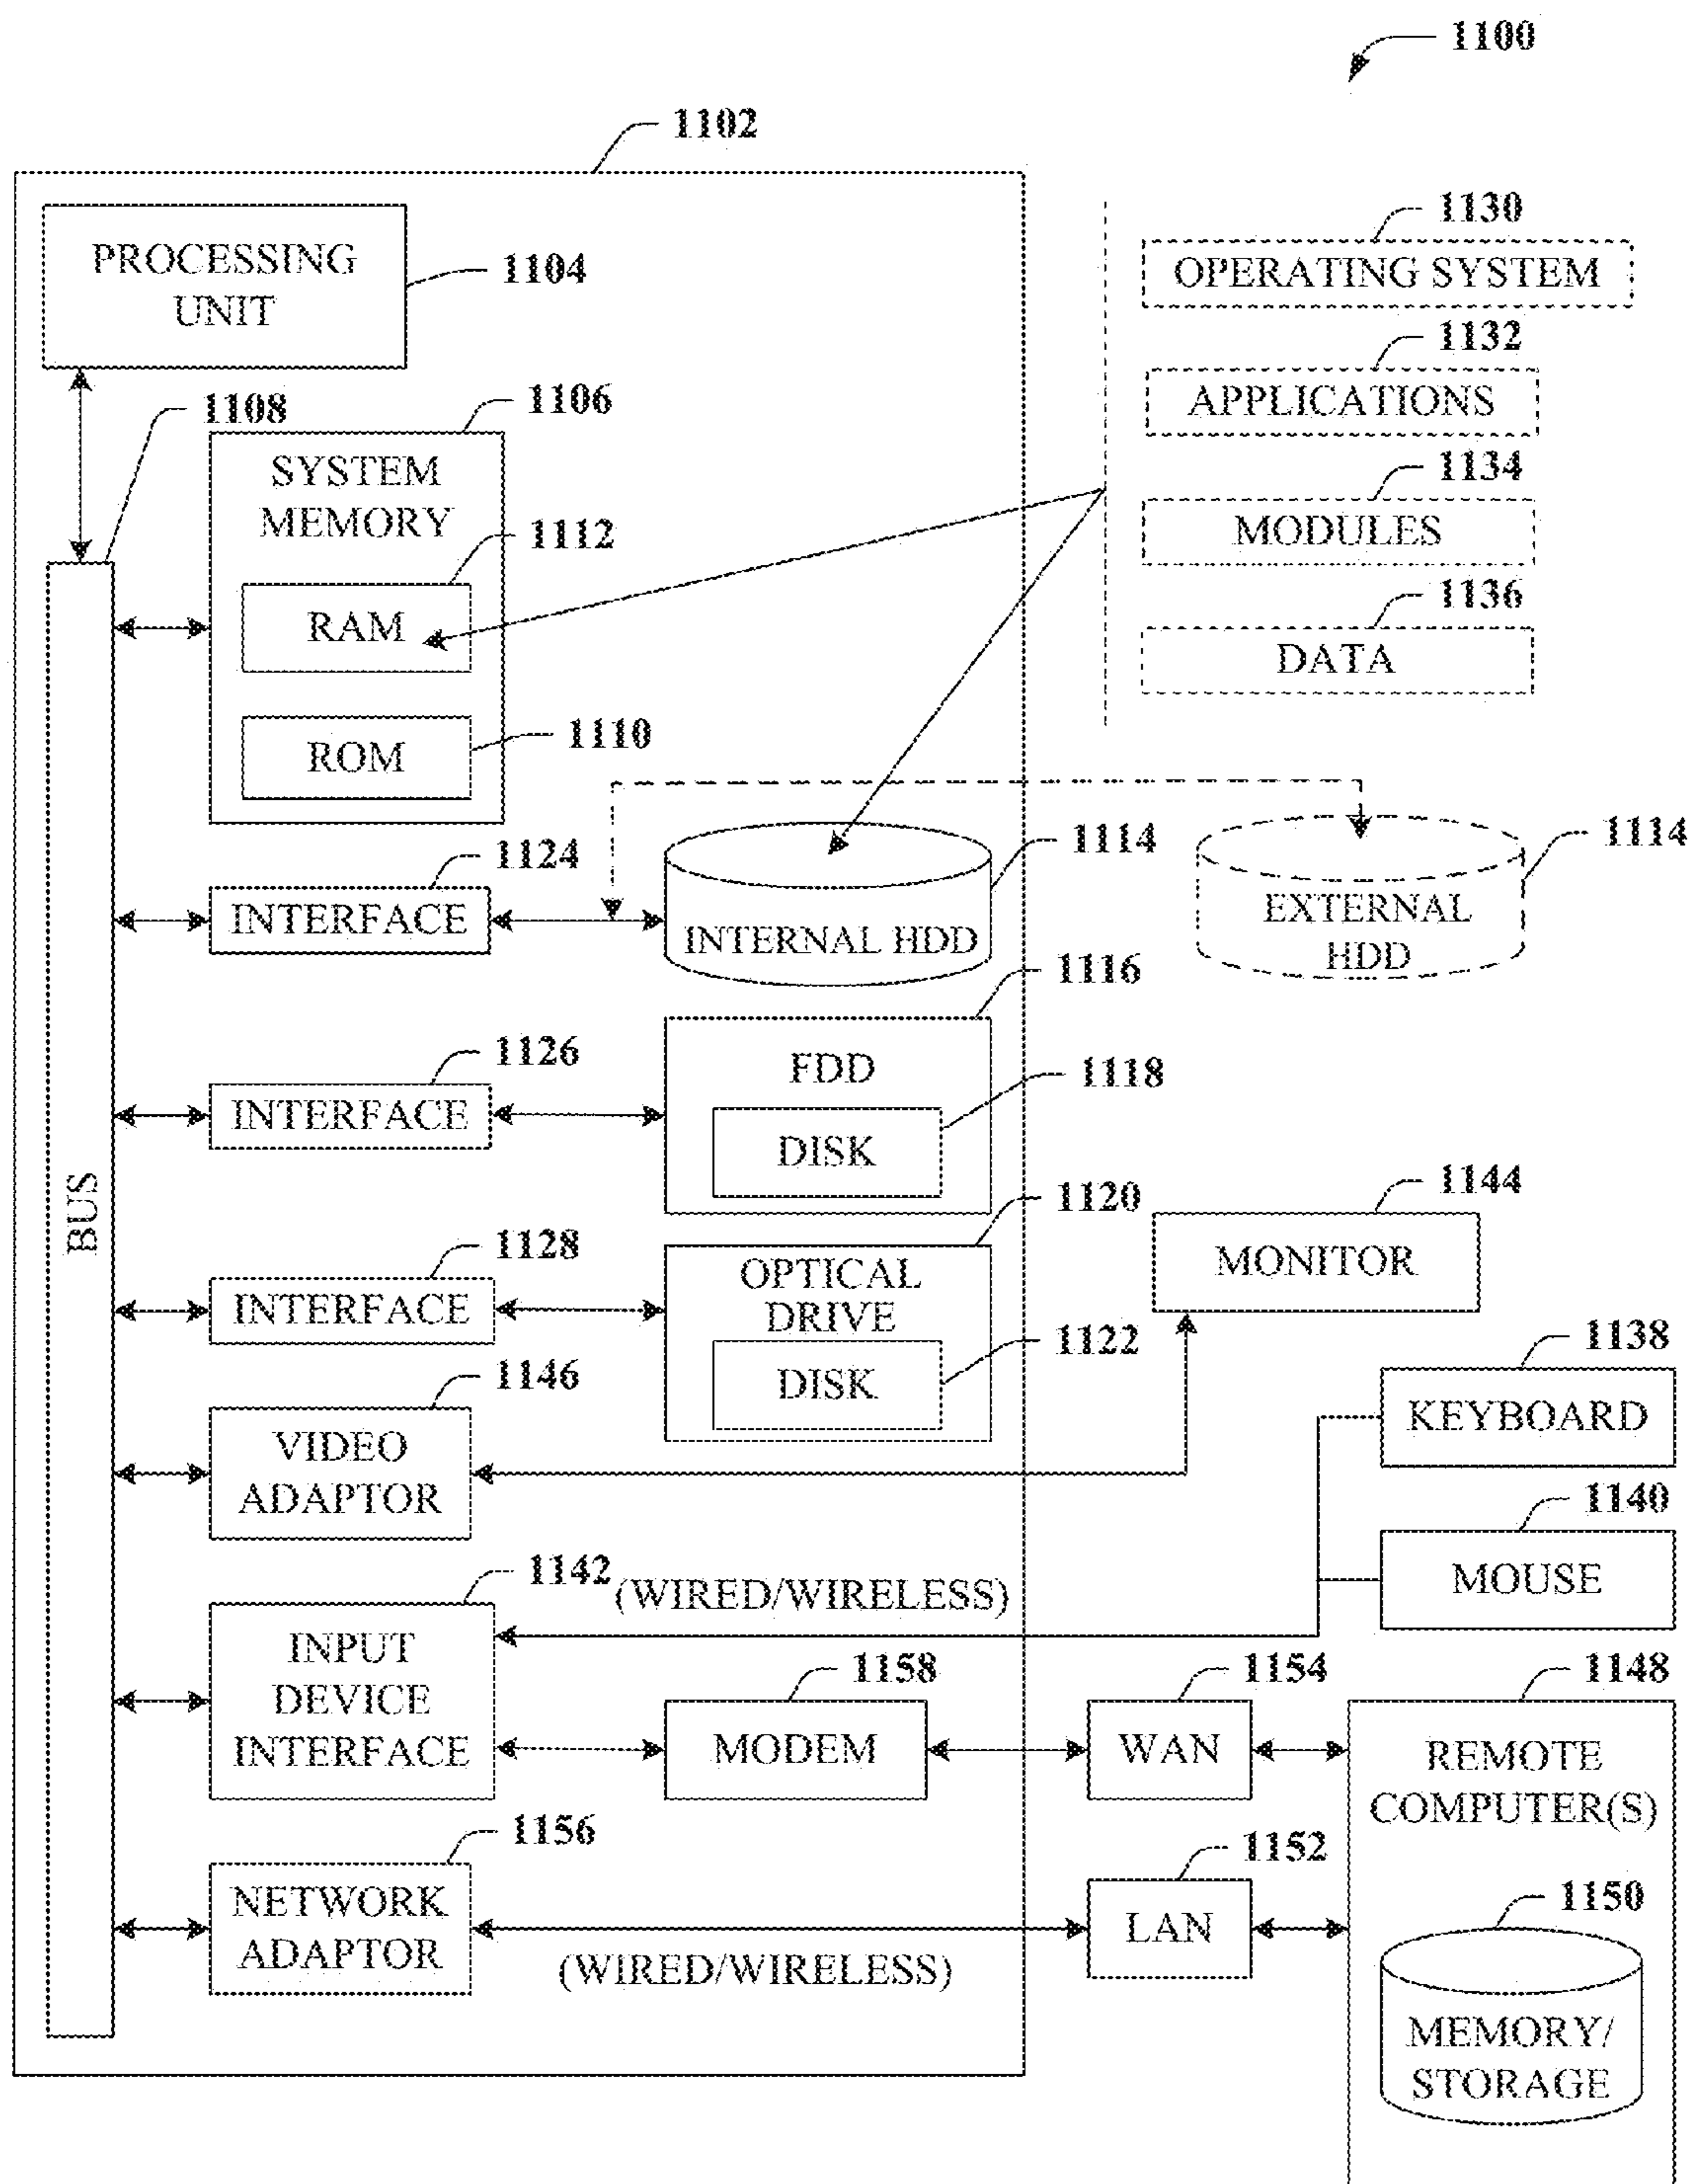 1100
1102
PROCESSING
UNIT
1104
1130
OPERATING SYSTEM
1132
APPLICATIONS
1134
MODULES
1136
DATA
1108
1106
SYSTEM
MEMORY
1112
RAM
1110
ROM
1124
INTERFACE
1114
INTERNAL HDD
1114
EXTERNAL
HDD
1126
INTERFACE
1116
FDD
1118
DISK
BUS
1128
INTERFACE
1120
OPTICAL
DRIVE
1122
DISK
1144
MONITOR
1146
VIDEO
ADAPTOR
1138
KEYBOARD
1140
MOUSE
1142
(WIRED/WIRELESS)
INPUT
DEVICE
INTERFACE
1158
MODEM
1154
WAN
1148
REMOTE
COMPUTER(S)
1156
NETWORK
ADAPTOR
(WIRED/WIRELESS)
1152
LAN
1150
MEMORY/
STORAGE